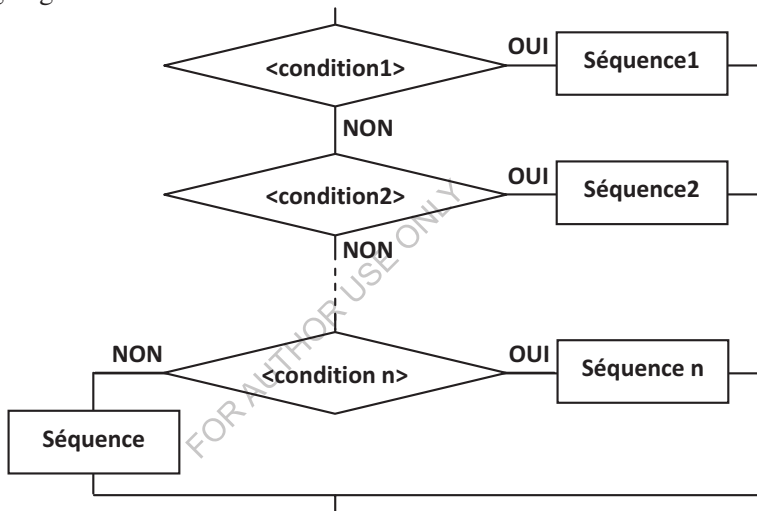 OUI
<condition1>
Séquence1
NON
OUI
<condition2>
Séquence2
NON
NON
OUI
<condition n>
Séquence n
Séquence
FOR AUTHOR USE ONLY